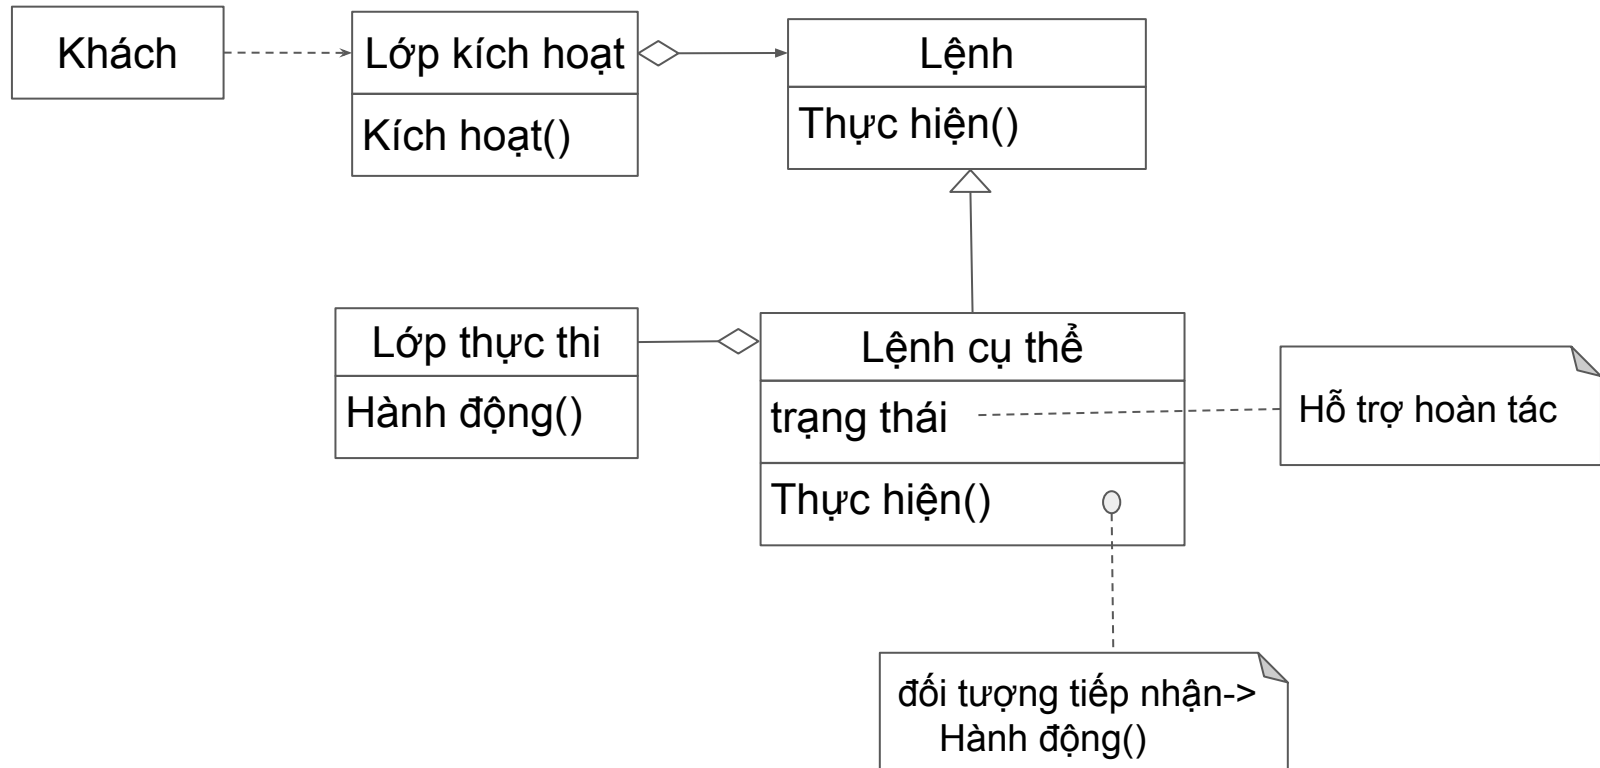 Khách
Lớp kích hoạt
Kích hoạt()
Lệnh
Thực hiện()
Lớp thực thi
Hành động()
Lệnh cụ thể
trạng thái
Thực hiện()
Hỗ trợ hoàn tác
đối tượng tiếp nhận->
Hành động()